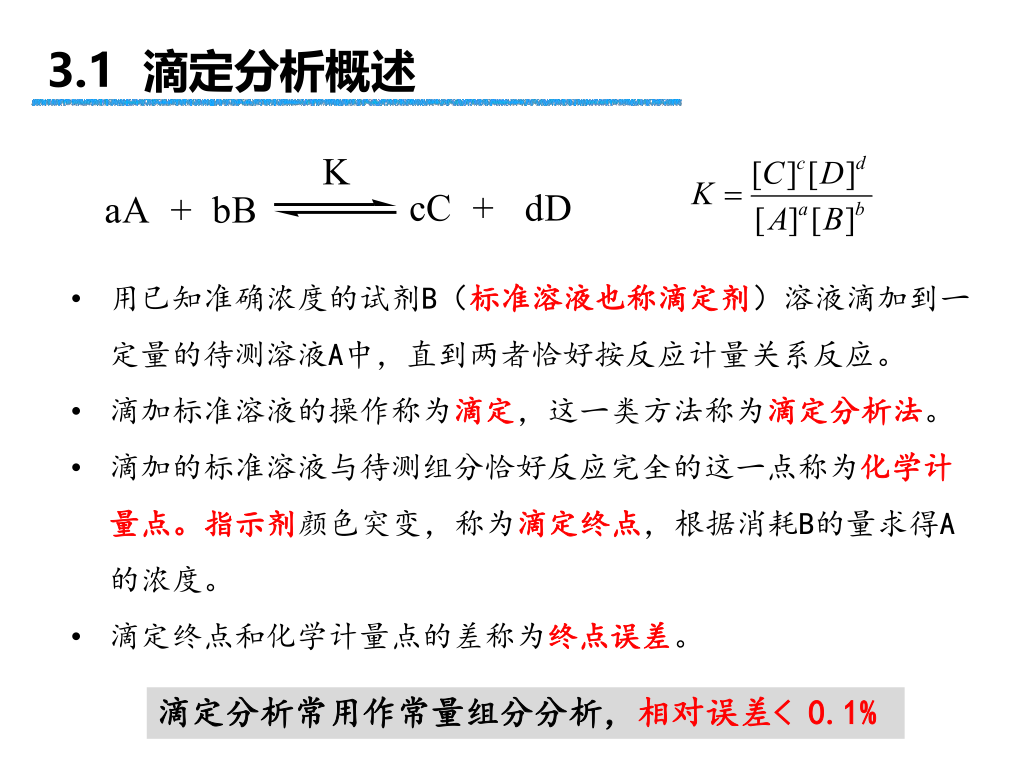 3.1 滴定分析概述
K
aA + bB ⇌ cC + dD
K = [C]^c[D]^d / [A]^a[B]^b
• 用已知准确浓度的试剂B（标准溶液也称滴定剂）溶液滴加到一
定量的待测溶液A中，直到两者恰好按反应计量关系反应。
• 滴加标准溶液的操作称为滴定，这一类方法称为滴定分析法。
• 滴加的标准溶液与待测组分恰好反应完全的这一点称为化学计
量点。指示剂颜色突变，称为滴定终点，根据消耗B的量求得A
的浓度。
• 滴定终点和化学计量点的差称为终点误差。
滴定分析常用作常量组分分析，相对误差< 0.1%